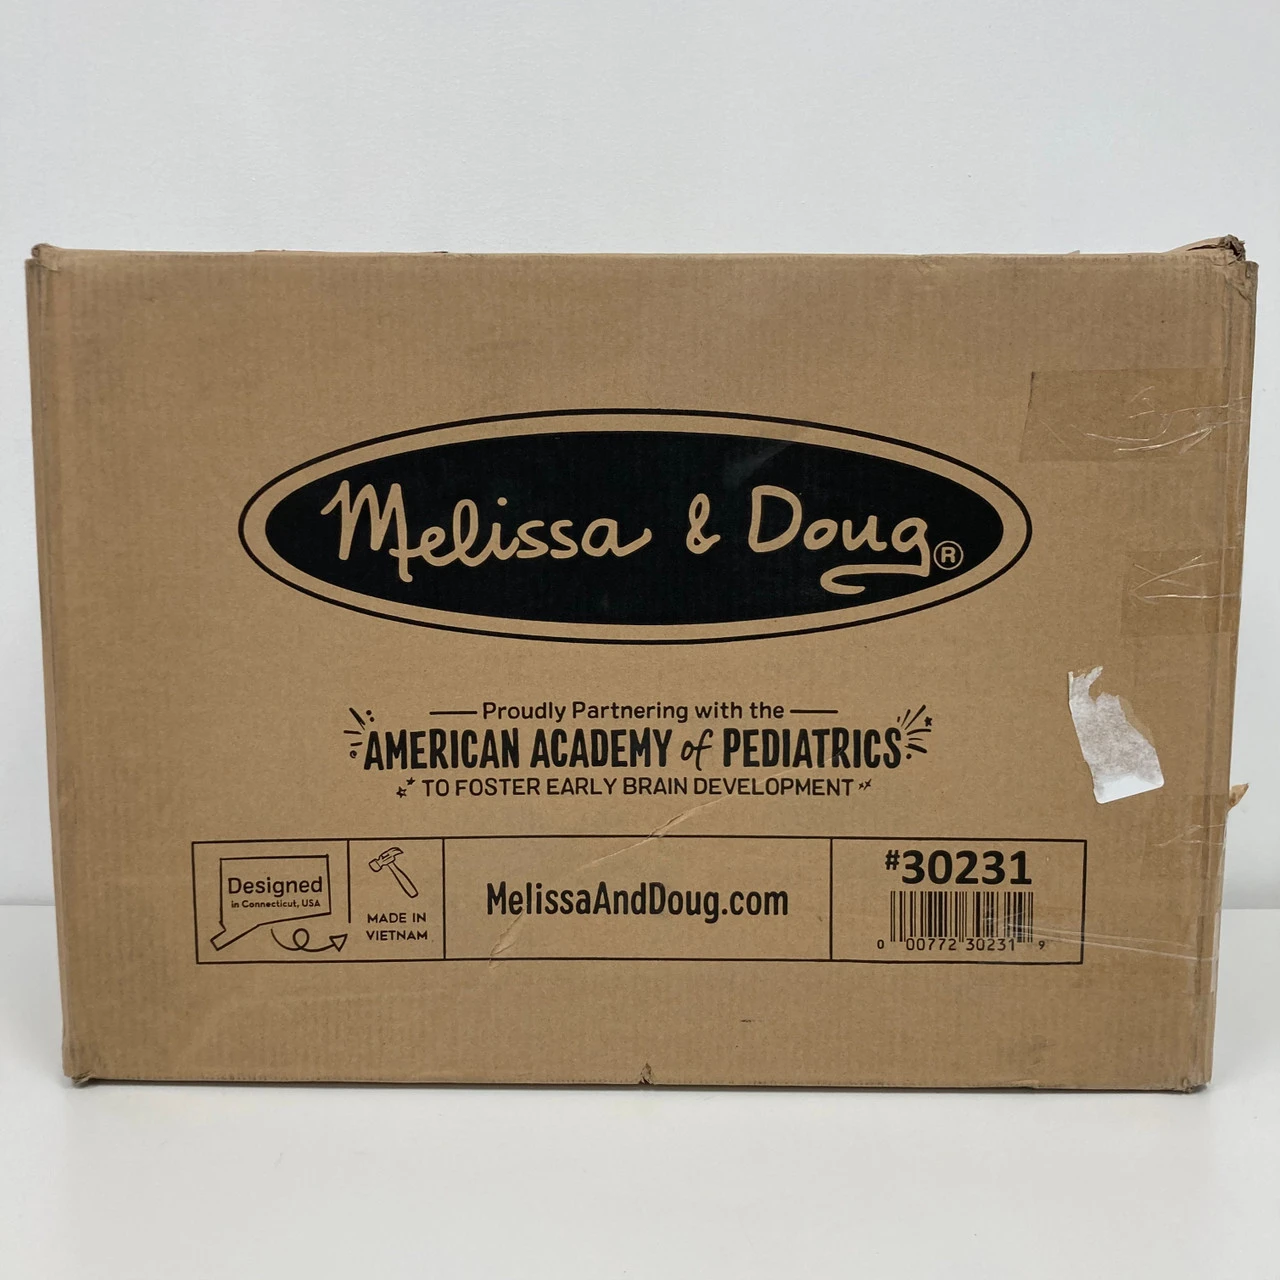 Melissa & Doug®
Proudly Partnering with the
AMERICAN ACADEMY of PEDIATRICS
TO FOSTER EARLY BRAIN DEVELOPMENT
Designed
in Connecticut, USA
MADE IN
VIETNAM
MelissaAndDoug.com
#30231
0 00772 30231 9